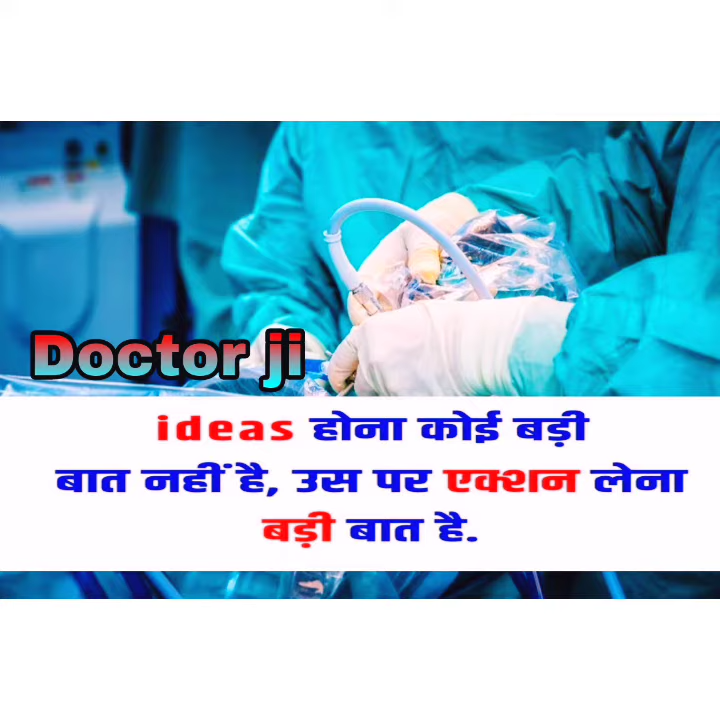 Doctor ji
ideas होना कोई बड़ी
बात नहीं है, उस पर एक्शन लेना
बड़ी बात है.